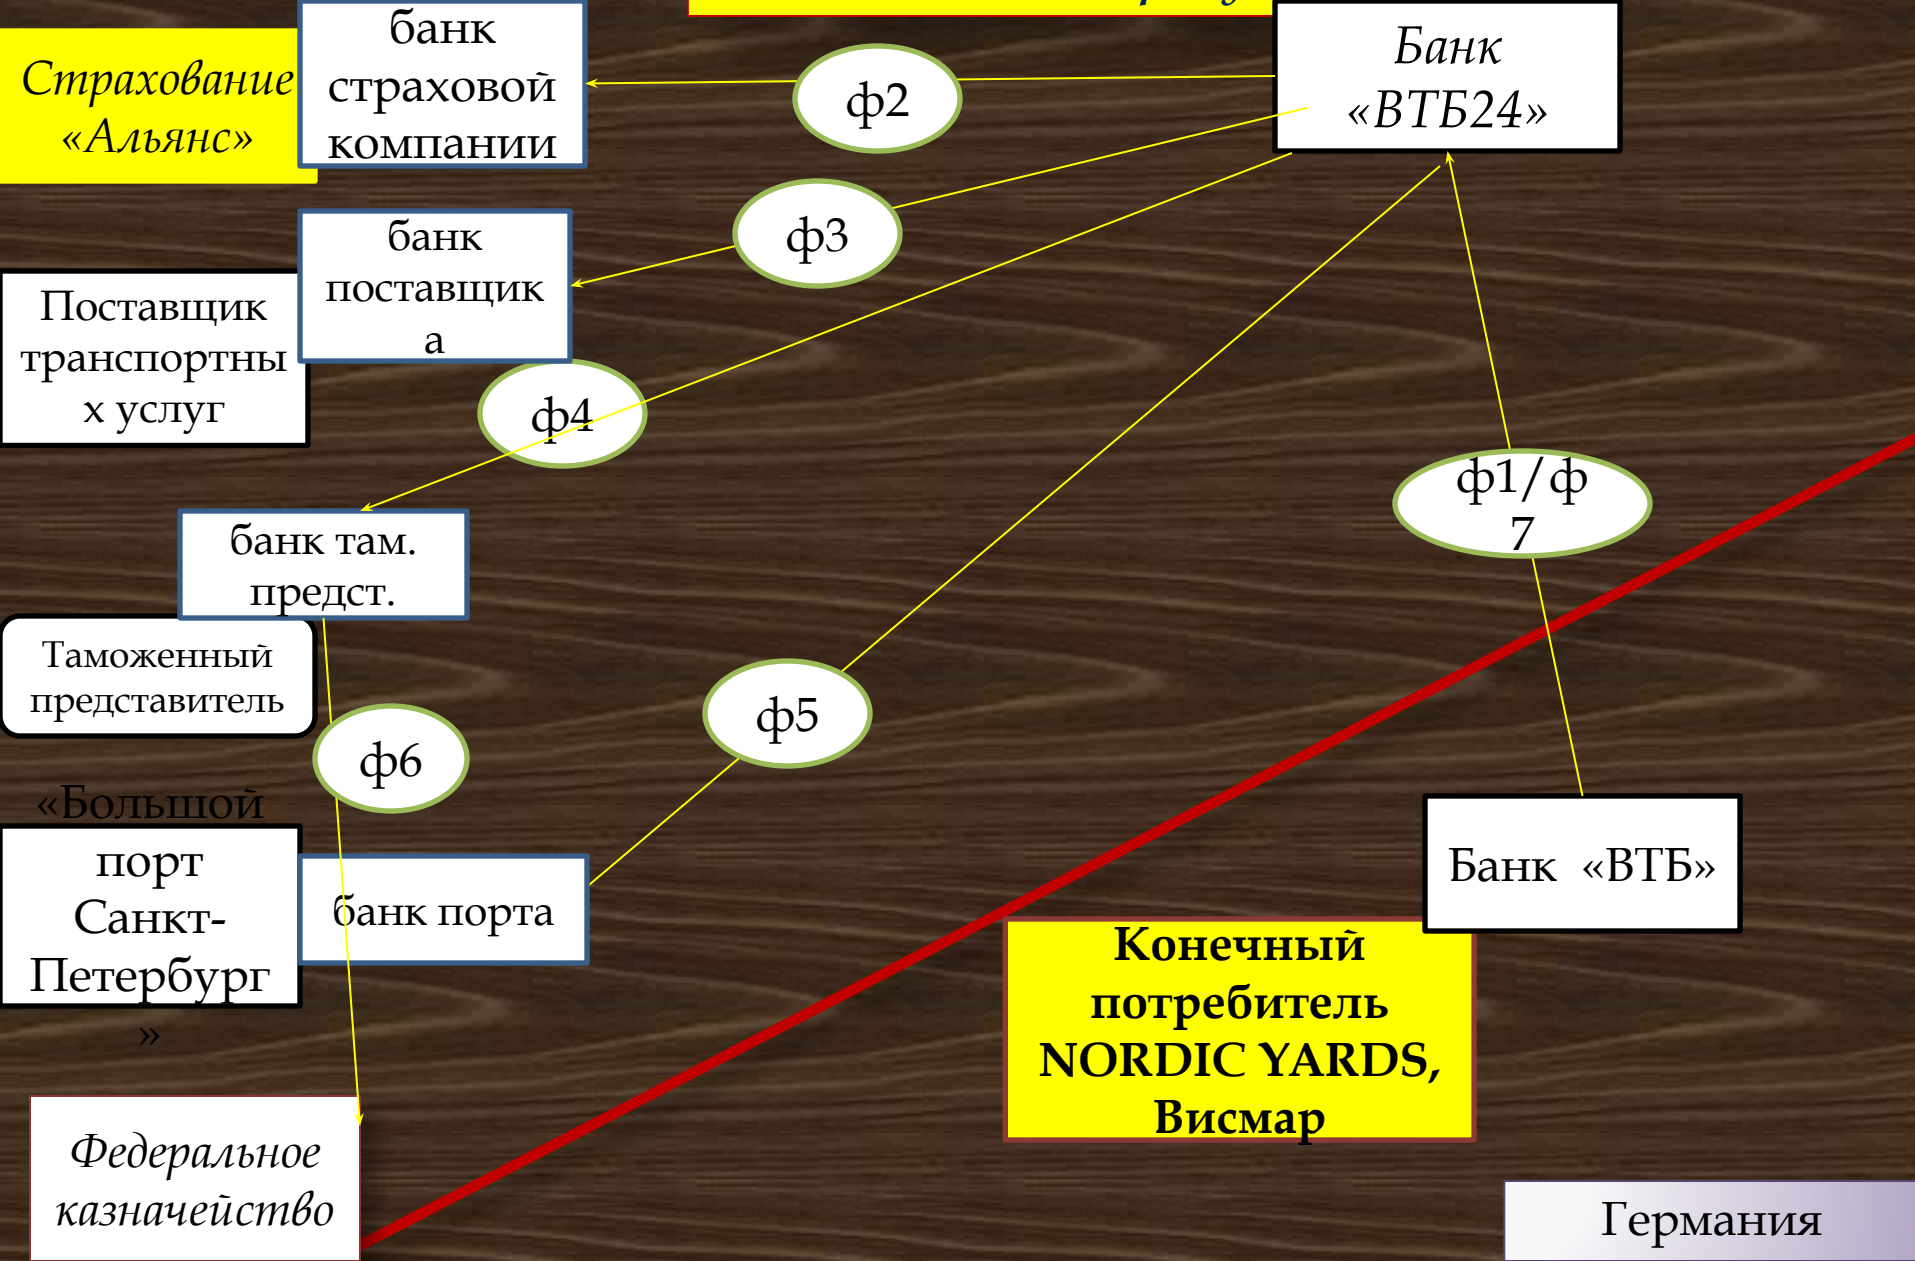 Страхование
«Альянс»
банк
страховой
компании
ф2
Банк
«ВТБ24»
ф3
банк
поставщик
а
Поставщик
транспортны
х услуг
ф4
ф1/ф
7
банк там.
предст.
Таможенный
представитель
ф5
ф6
«Большой
порт
Санкт-
Петербург
»
банк порта
Банк «ВТБ»
Конечный
потребитель
NORDIC YARDS,
Висмар
Федеральное
казначейство
Германия